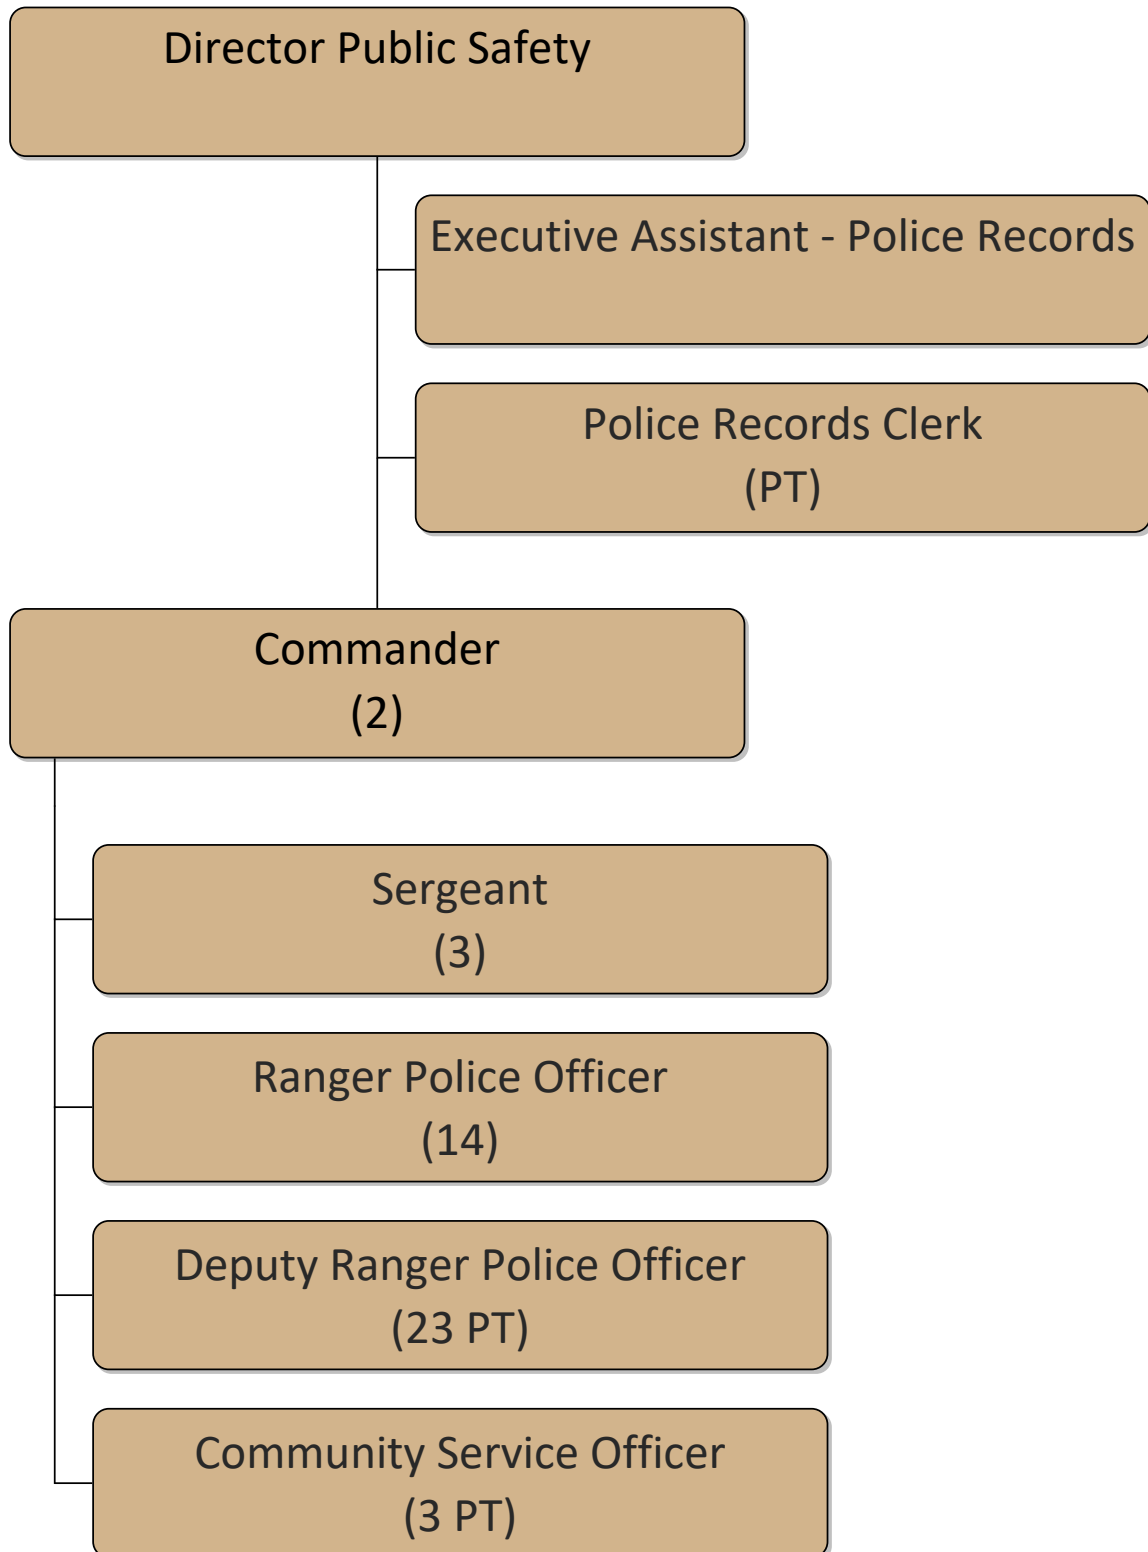 Director Public Safety
Executive Assistant - Police Records
Police Records Clerk
(PT)
Commander
(2)
Sergeant
(3)
Ranger Police Officer
(14)
Deputy Ranger Police Officer
(23 PT)
Community Service Officer
(3 PT)